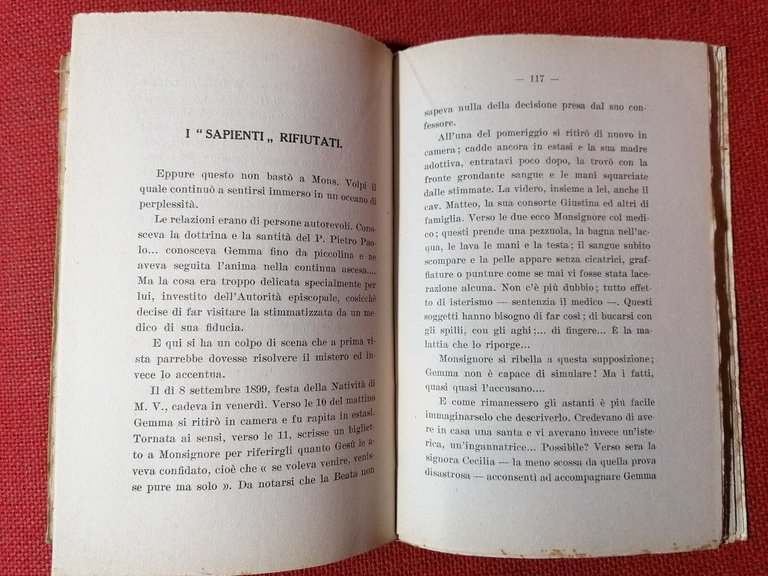 I “SAPIENTI„ RIFIUTATI.
Eppure questo non bastò a Mons. Volpi il
quale continuò a sentirsi immerso in un oceano di
perplessità.
Le relazioni erano di persone autorevoli. Cono-
sceva la dottrina e la santità del P. Pietro Pao-
lo... conosceva Gemma fino da piccolina e ne
aveva seguita l'anima nella continua ascesa....
Ma la cosa era troppo delicata specialmente per
lui, investito dell'Autorità episcopale, cosicchè
decise di far visitare la stimmatizzata da un me-
dico di sua fiducia.
E qui si ha un colpo di scena che a prima vi-
sta parrebbe dovesse risolvere il mistero ed in-
vece lo accentua.
Il dì 8 settembre 1899, festa della Natività di
M. V., cadeva in venerdì. Verso le 10 del mattino
Gemma si ritirò in camera e fu rapita in estasi.
Tornata ai sensi, verso le 11, scrisse un bigliet-
to a Monsignore per riferirgli quanto Gesù le a-
veva confidato, cioè che « se voleva venire, venis-
se pure ma solo ». Da notarsi che la Beata non
— 117 —
sapeva nulla della decisione presa dal suo con-
fessore.
All'una del pomeriggio si ritirò di nuovo in
camera; cadde ancora in estasi e la sua madre
adottiva, entratavi poco dopo, la trovò con la
fronte grondante sangue e le mani squarciate
dalle stimmate. La videro, insieme a lei, anche il
cav. Matteo, la sua consorte Giustina ed altri di
famiglia. Verso le due ecco Monsignore col me-
dico; questi prende una pezzuola, la bagna nell'ac-
qua, le lava le mani e la testa; il sangue subito
scompare e la pelle appare senza cicatrici, graf-
fiature o punture come se mai vi fosse stata lace-
razione alcuna. Non c'è più dubbio; tutto effet-
to di isterismo — sentenzia il medico —. Questi
soggetti hanno bisogno di far così; di bucarsi con
gli spilli, con gli aghi;... di fingere... È la ma-
lattia che lo riporge...
Monsignore si ribella a questa supposizione;
Gemma non è capace di simulare! Ma i fatti,
quasi quasi l'accusano....
E come rimanessero gli astanti è più facile
immaginarselo che descriverlo. Credevano di ave-
re in casa una santa e vi avevano invece un'iste-
rica, un'ingannatrice... Possibile? Verso sera la
signora Cecilia — la meno scossa da quella prova
disastrosa — acconsentì ad accompagnare Gemma